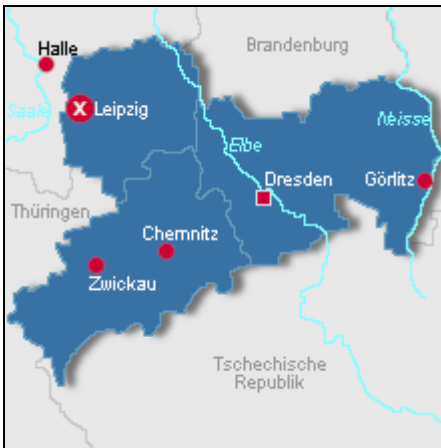 Halle
Brandenburg
X
Leipzig
Saale
Neisse
Elbe
Dresden
Görlitz
Thüringen
Chemnitz
Zwickau
Tschechische
Republik